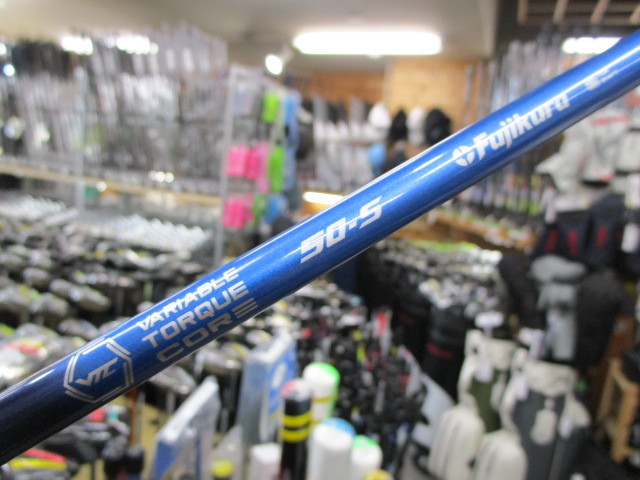 VTC
VARIABLE
TORQUE
CORE
50-S
Fujikura